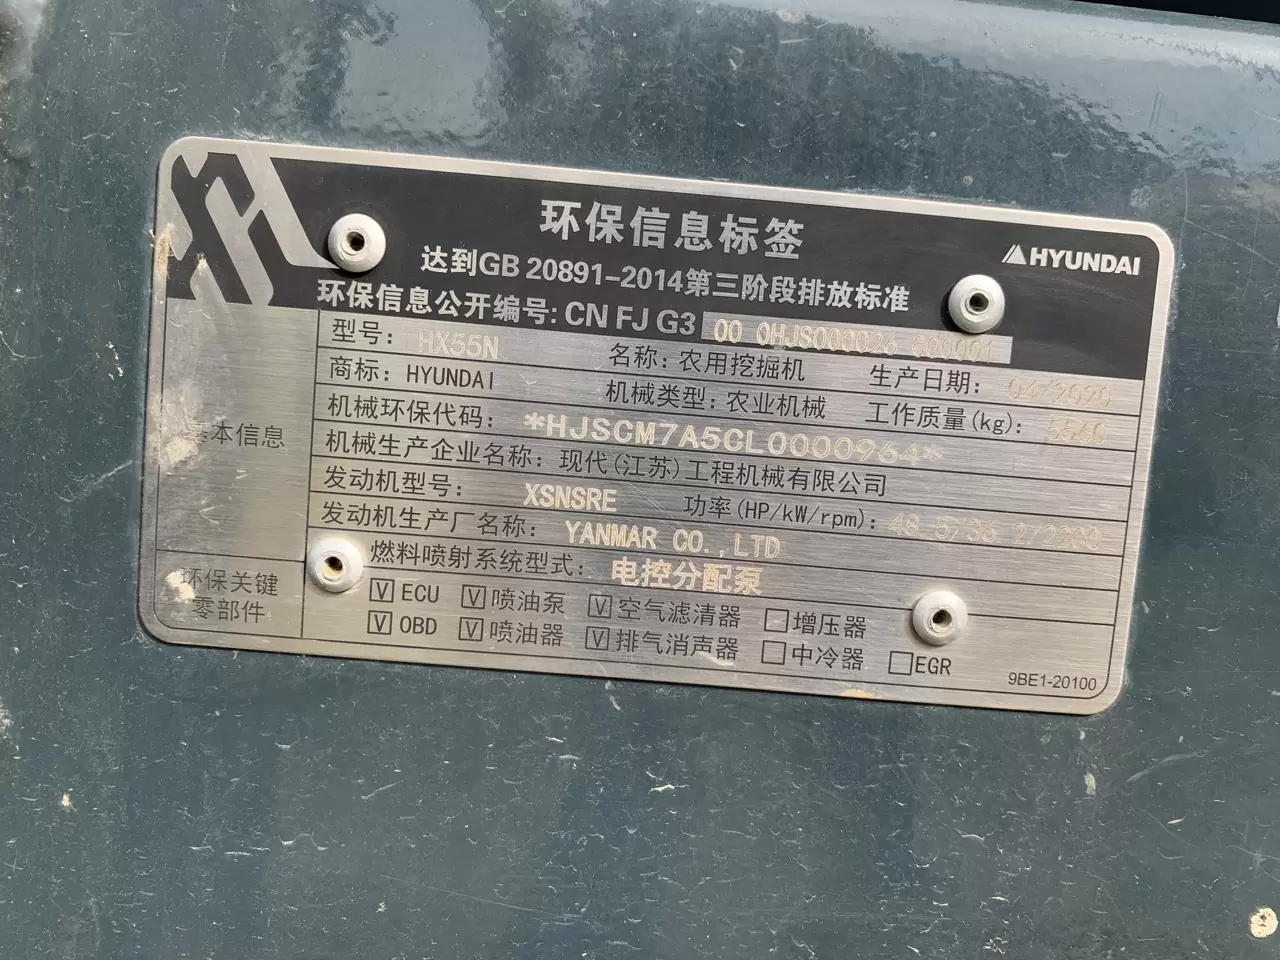 环保信息标签
HYUNDAI
达到GB 20891-2014第三阶段排放标准
环保信息公开编号: CN FJ G3 00 0HJS000026 000001
型号: HX55N 名称: 农用挖掘机 生产日期: 04/2020
商标: HYUNDAI 机械类型: 农业机械 工作质量(kg): 5560
机械环保代码: *HJSCM7A5CL0000964*
基本信息
机械生产企业名称: 现代(江苏)工程机械有限公司
发动机型号: XSNSRE 功率(HP/kW/rpm): 48.5/36.2/2200
发动机生产厂名称: YANMAR CO.,LTD
燃料喷射系统型式: 电控分配泵
环保关键
零部件
V ECU V 喷油泵 V 空气滤清器 □ 增压器
V OBD V 喷油器 V 排气消声器 □ 中冷器 □ EGR
9BE1-20100